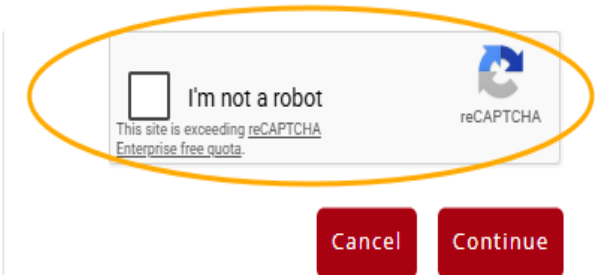 I'm not a robot
This site is exceeding reCAPTCHA
Enterprise free quota.
reCAPTCHA
Cancel
Continue